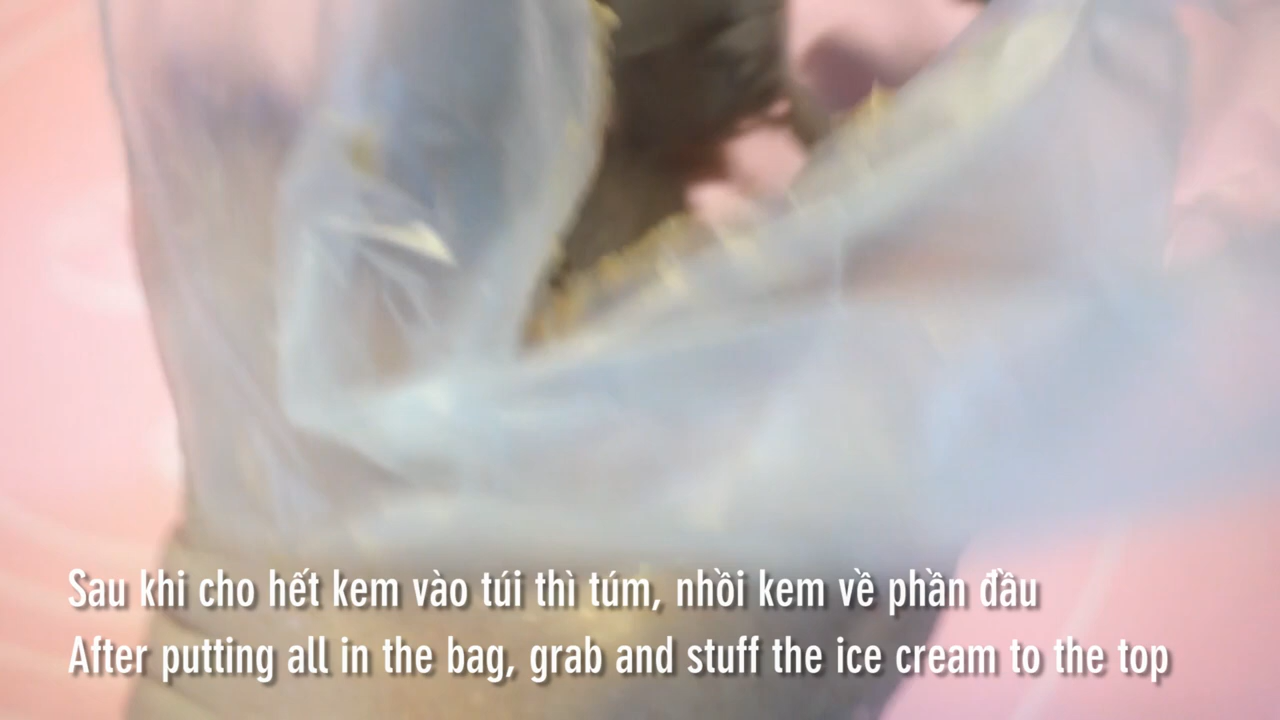 Sau khi cho hết kem vào túi thì túm, nhồi kem về phần đầu
After putting all in the bag, grab and stuff the ice cream to the top